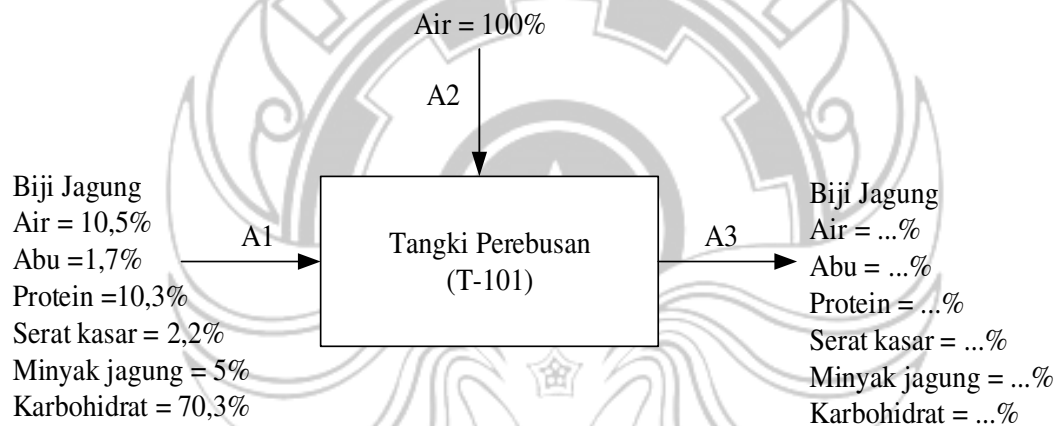 Air = 100%
A2
Biji Jagung
Air = 10,5%
Abu =1,7%
Protein =10,3%
Serat kasar = 2,2%
Minyak jagung = 5%
Karbohidrat = 70,3%
A1
Tangki Perebusan
(T-101)
A3
Biji Jagung
Air = ...%
Abu = ...%
Protein = ...%
Serat kasar = ...%
Minyak jagung = ...%
Karbohidrat = ...%